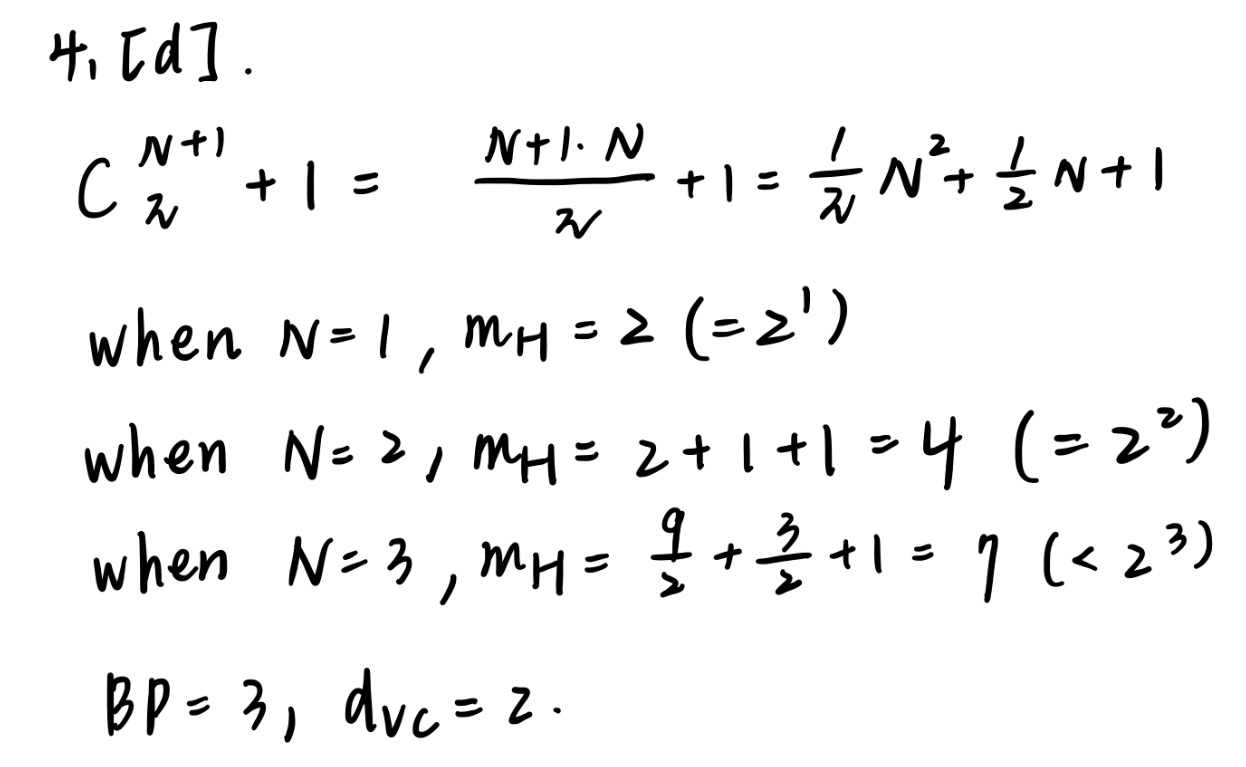 4. [d].
C^{N+1}_2 + 1 = \frac{N+1 \cdot N}{2} + 1 = \frac{1}{2} N^2 + \frac{1}{2} N + 1
when N = 1, m_H = 2 (= 2^1)
when N = 2, m_H = 2 + 1 + 1 = 4 (= 2^2)
when N = 3, m_H = \frac{9}{2} + \frac{3}{2} + 1 = 7 (< 2^3)
BP = 3, d_{VC} = 2.